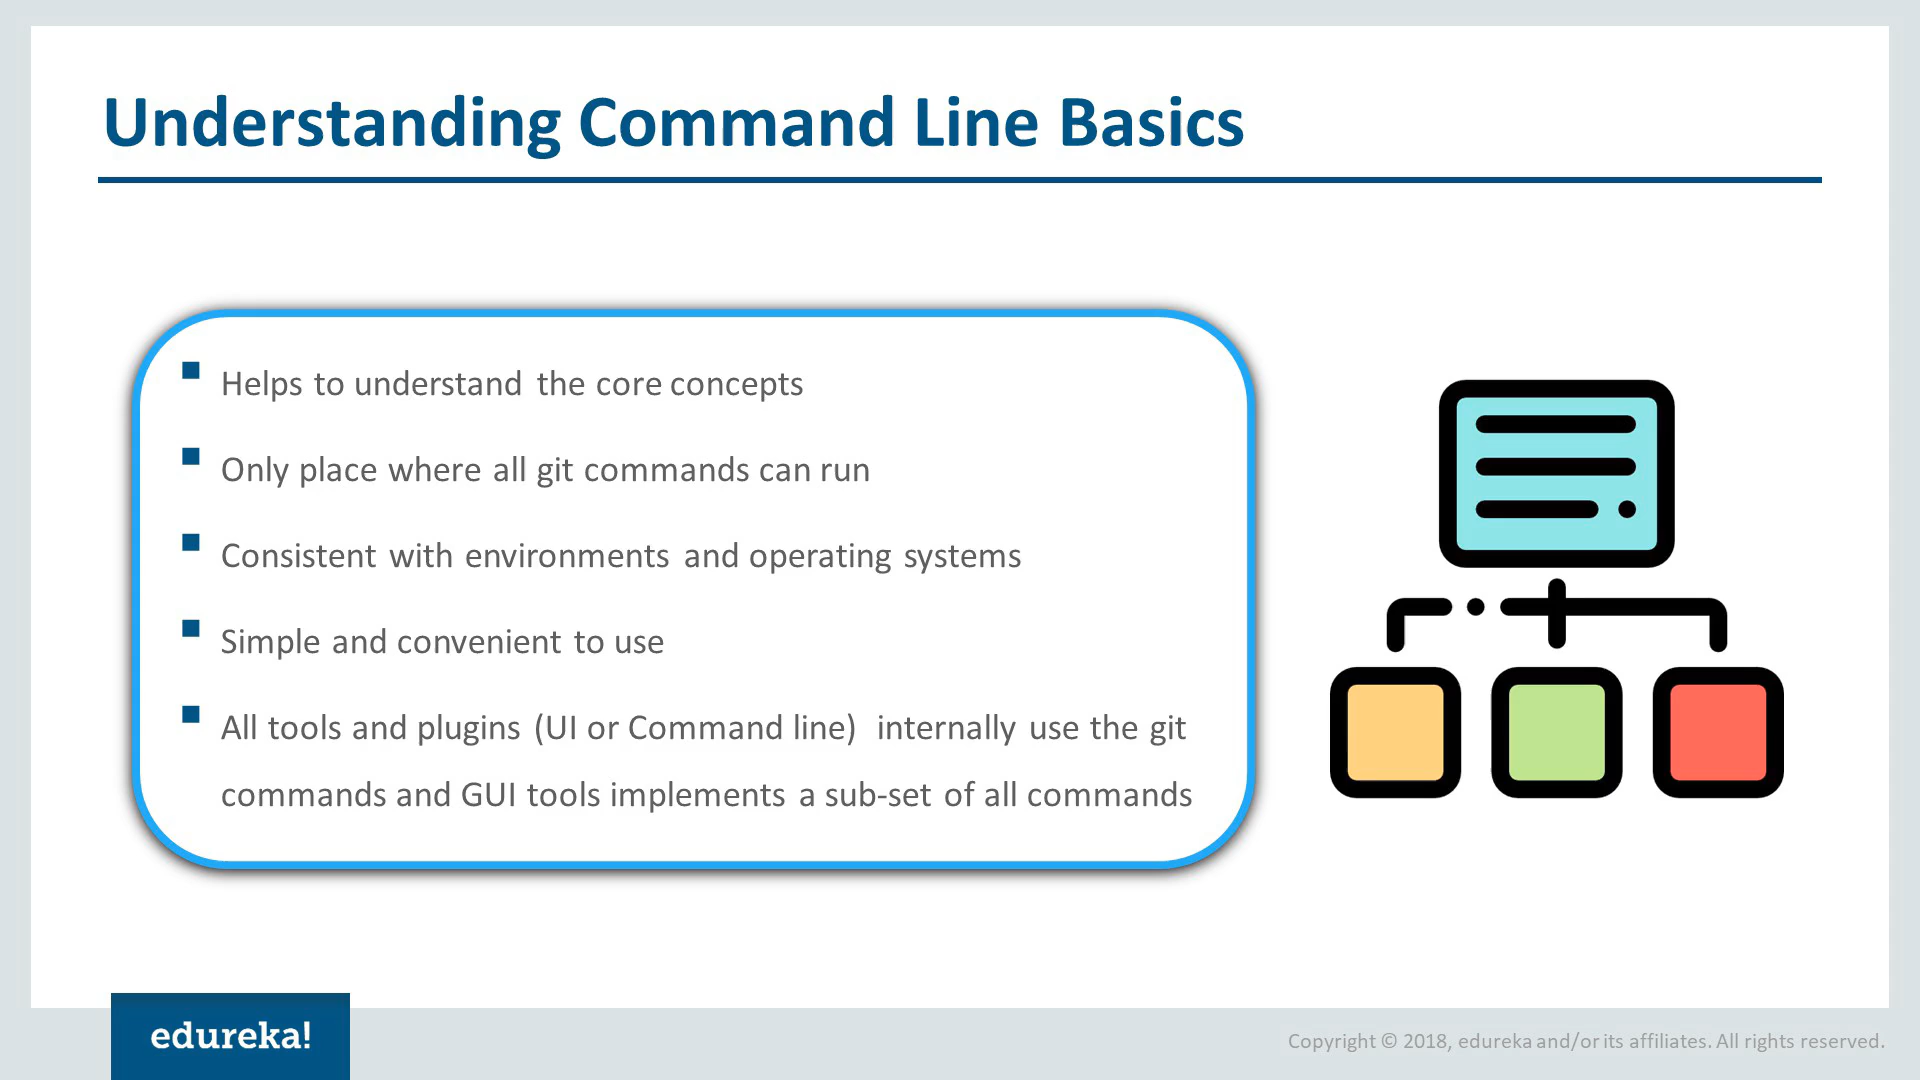 Understanding Command Line Basics
Helps to understand the core concepts
Only place where all git commands can run
Consistent with environments and operating systems
Simple and convenient to use
All tools and plugins (UI or Command line) internally use the git
commands and GUI tools implements a sub-set of all commands
edureka!
Copyright © 2018, edureka and/or its affiliates. All rights reserved.